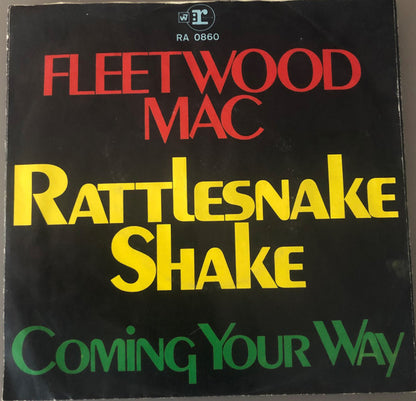 W
r
RA 0860
FLEETWOOD
MAC
RATTLESNAKE
SHAKE
COMING YOUR WAY